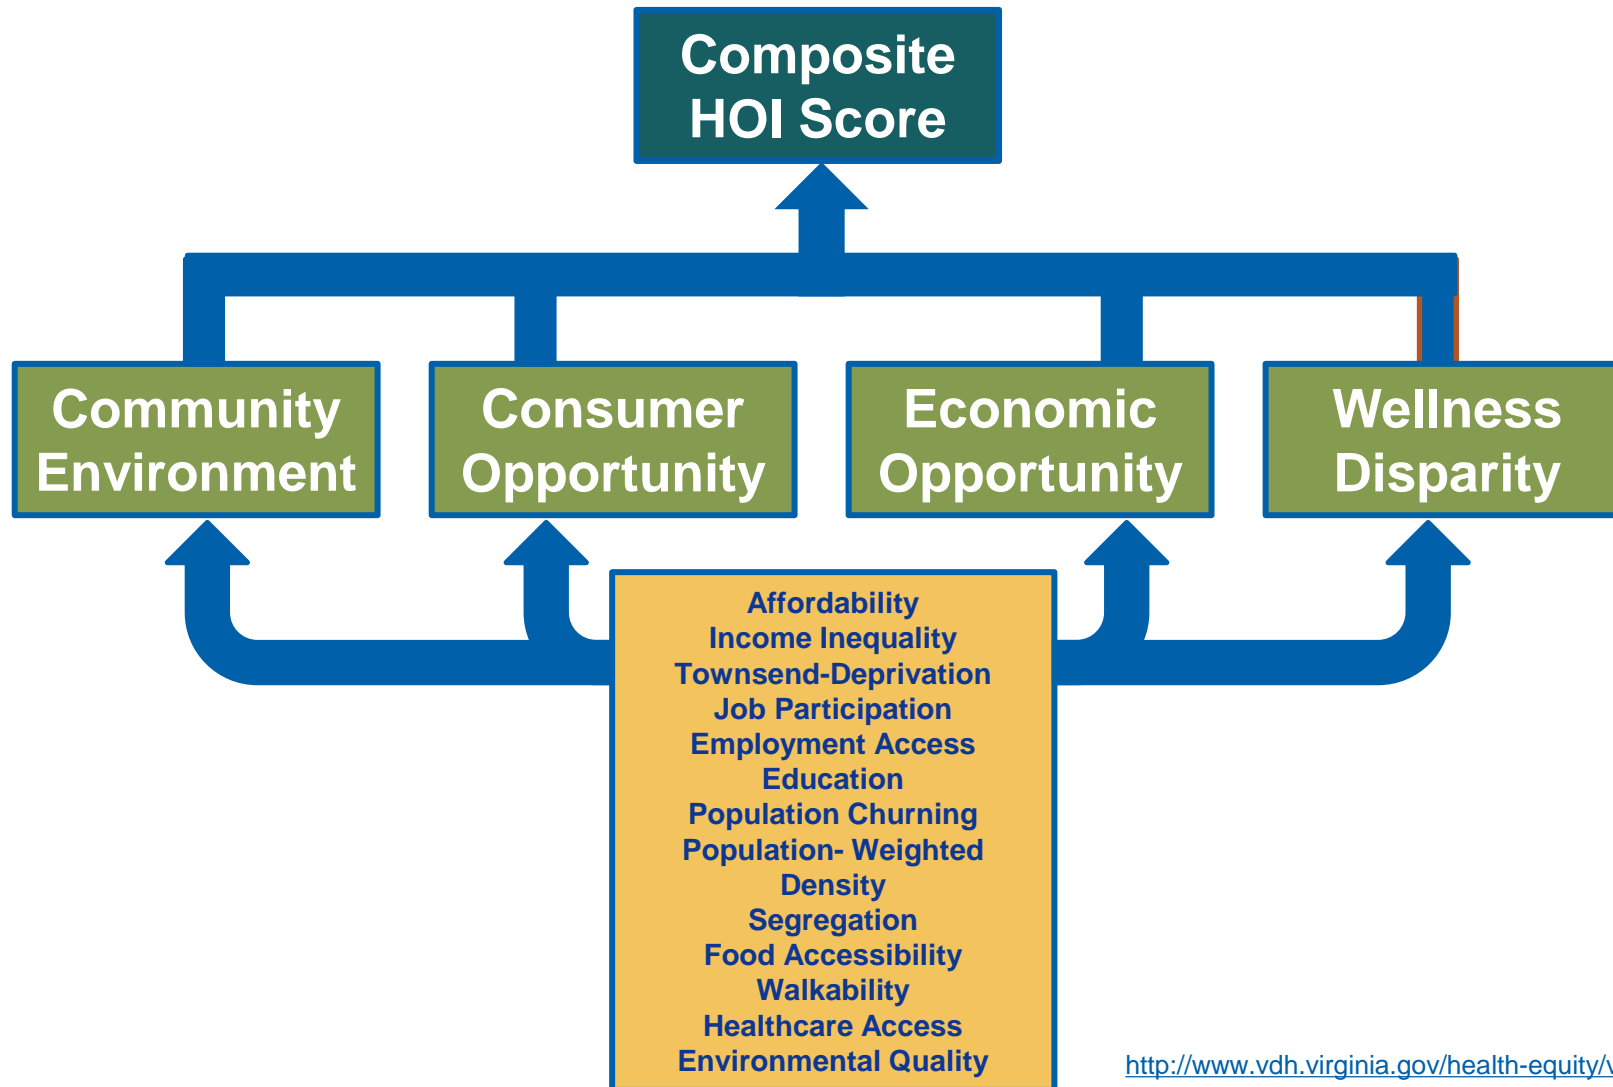 Composite
HOI Score
Community
Environment
Consumer
Opportunity
Economic
Opportunity
Wellness
Disparity
Affordability
Income Inequality
Townsend-Deprivation
Job Participation
Employment Access
Education
Population Churning
Population- Weighted
Density
Segregation
Food Accessibility
Walkability
Healthcare Access
Environmental Quality
http://www.vdh.virginia.gov/health-equity/v